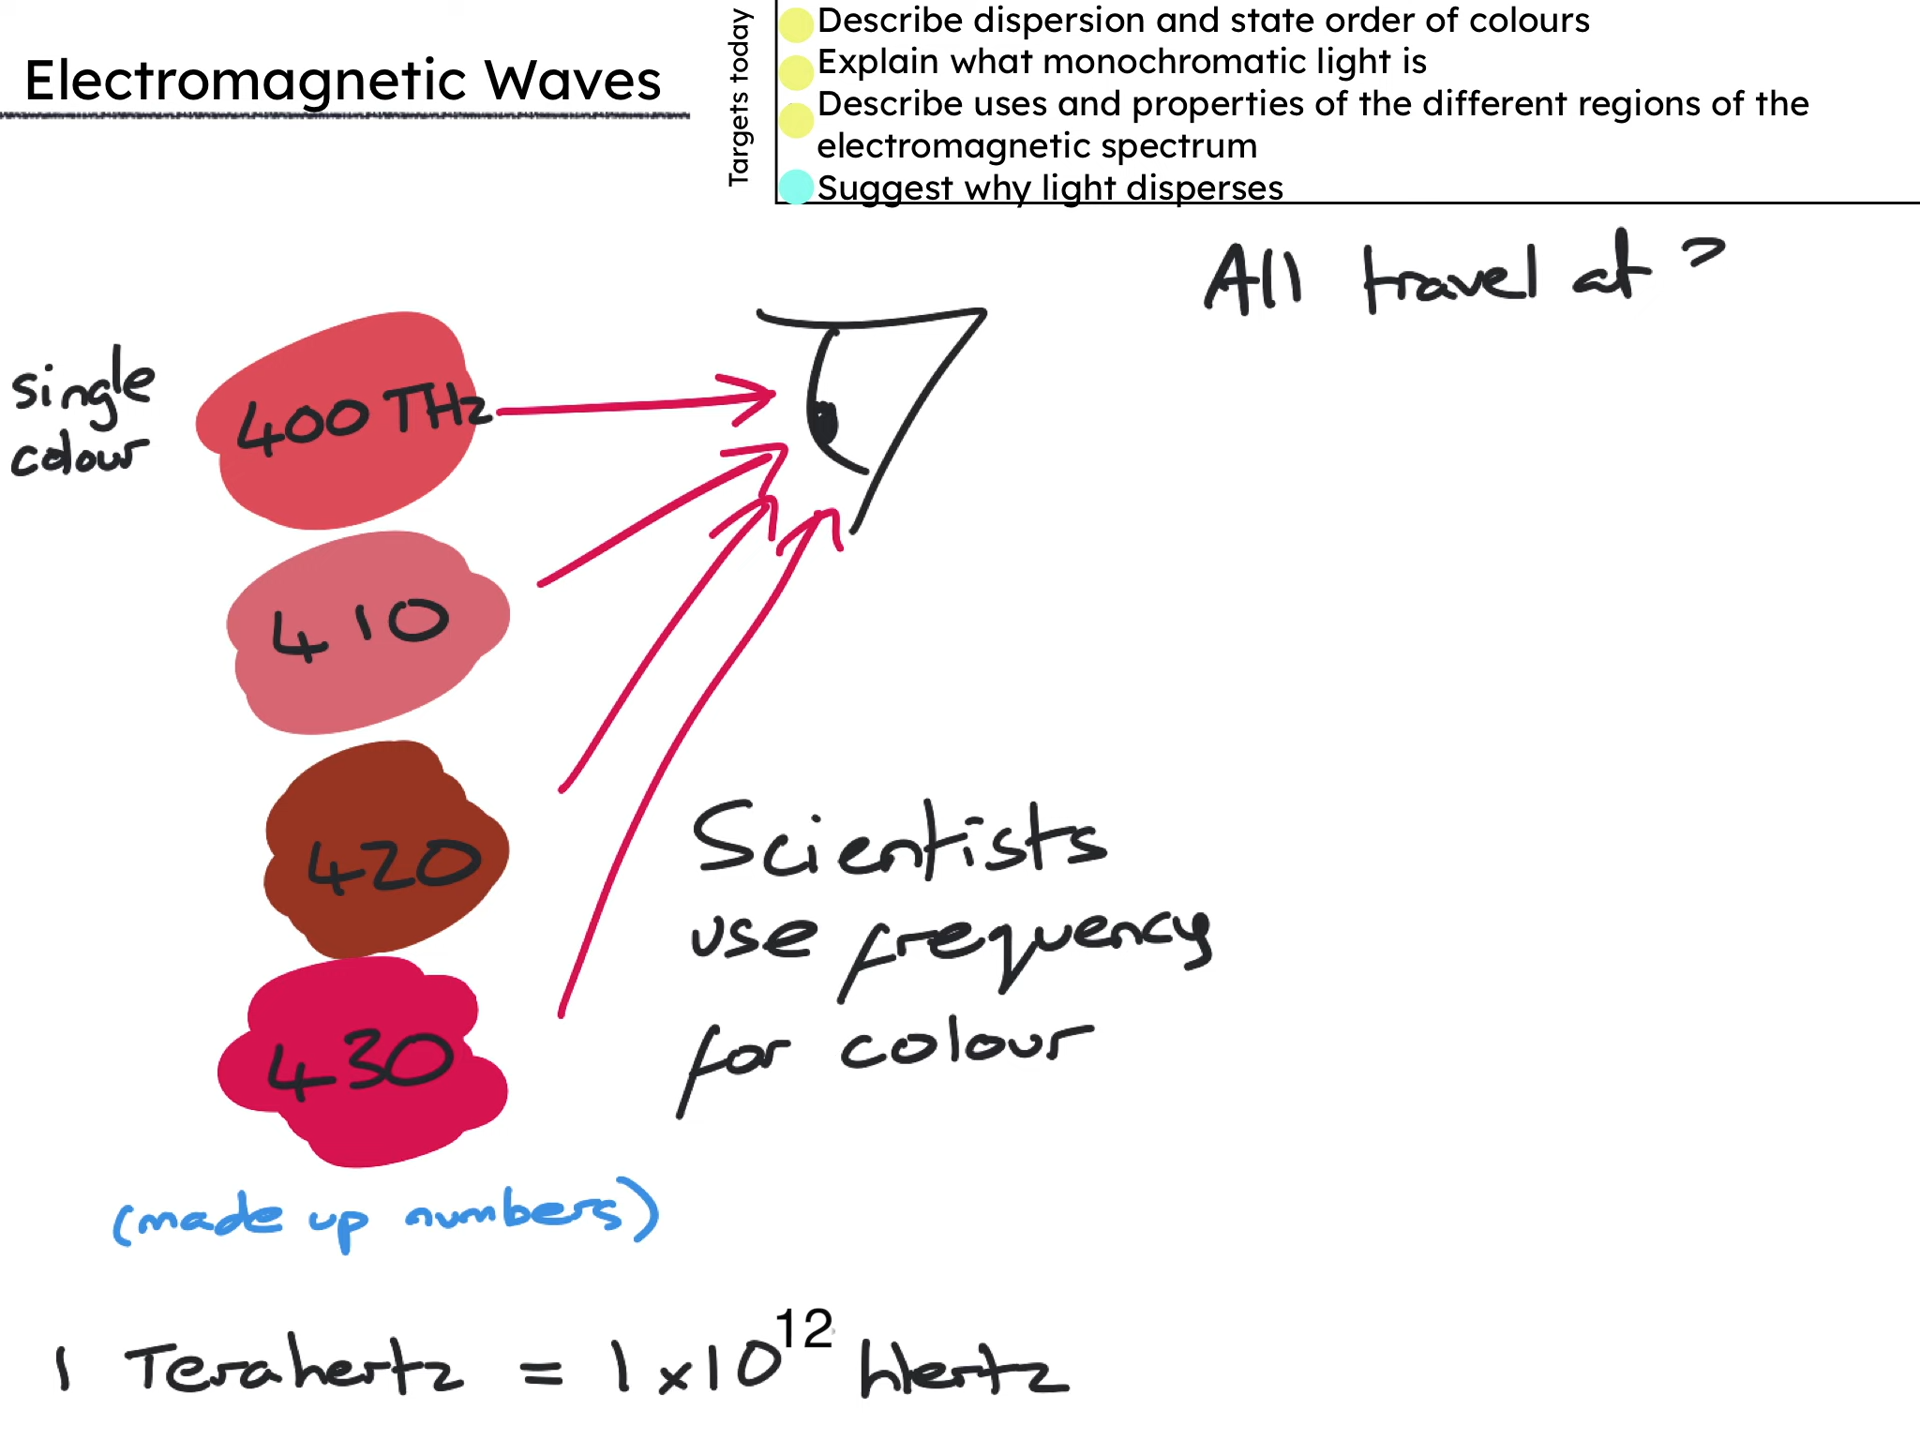 Electromagnetic Waves
Targets today
Describe dispersion and state order of colours
Explain what monochromatic light is
Describe uses and properties of the different regions of the
electromagnetic spectrum
Suggest why light disperses
All travel at
single
colour
400 THz
410
420
430
Scientists
use frequency
for colour
(made up numbers)
1 Terahertz = 1 x 10¹² Hertz